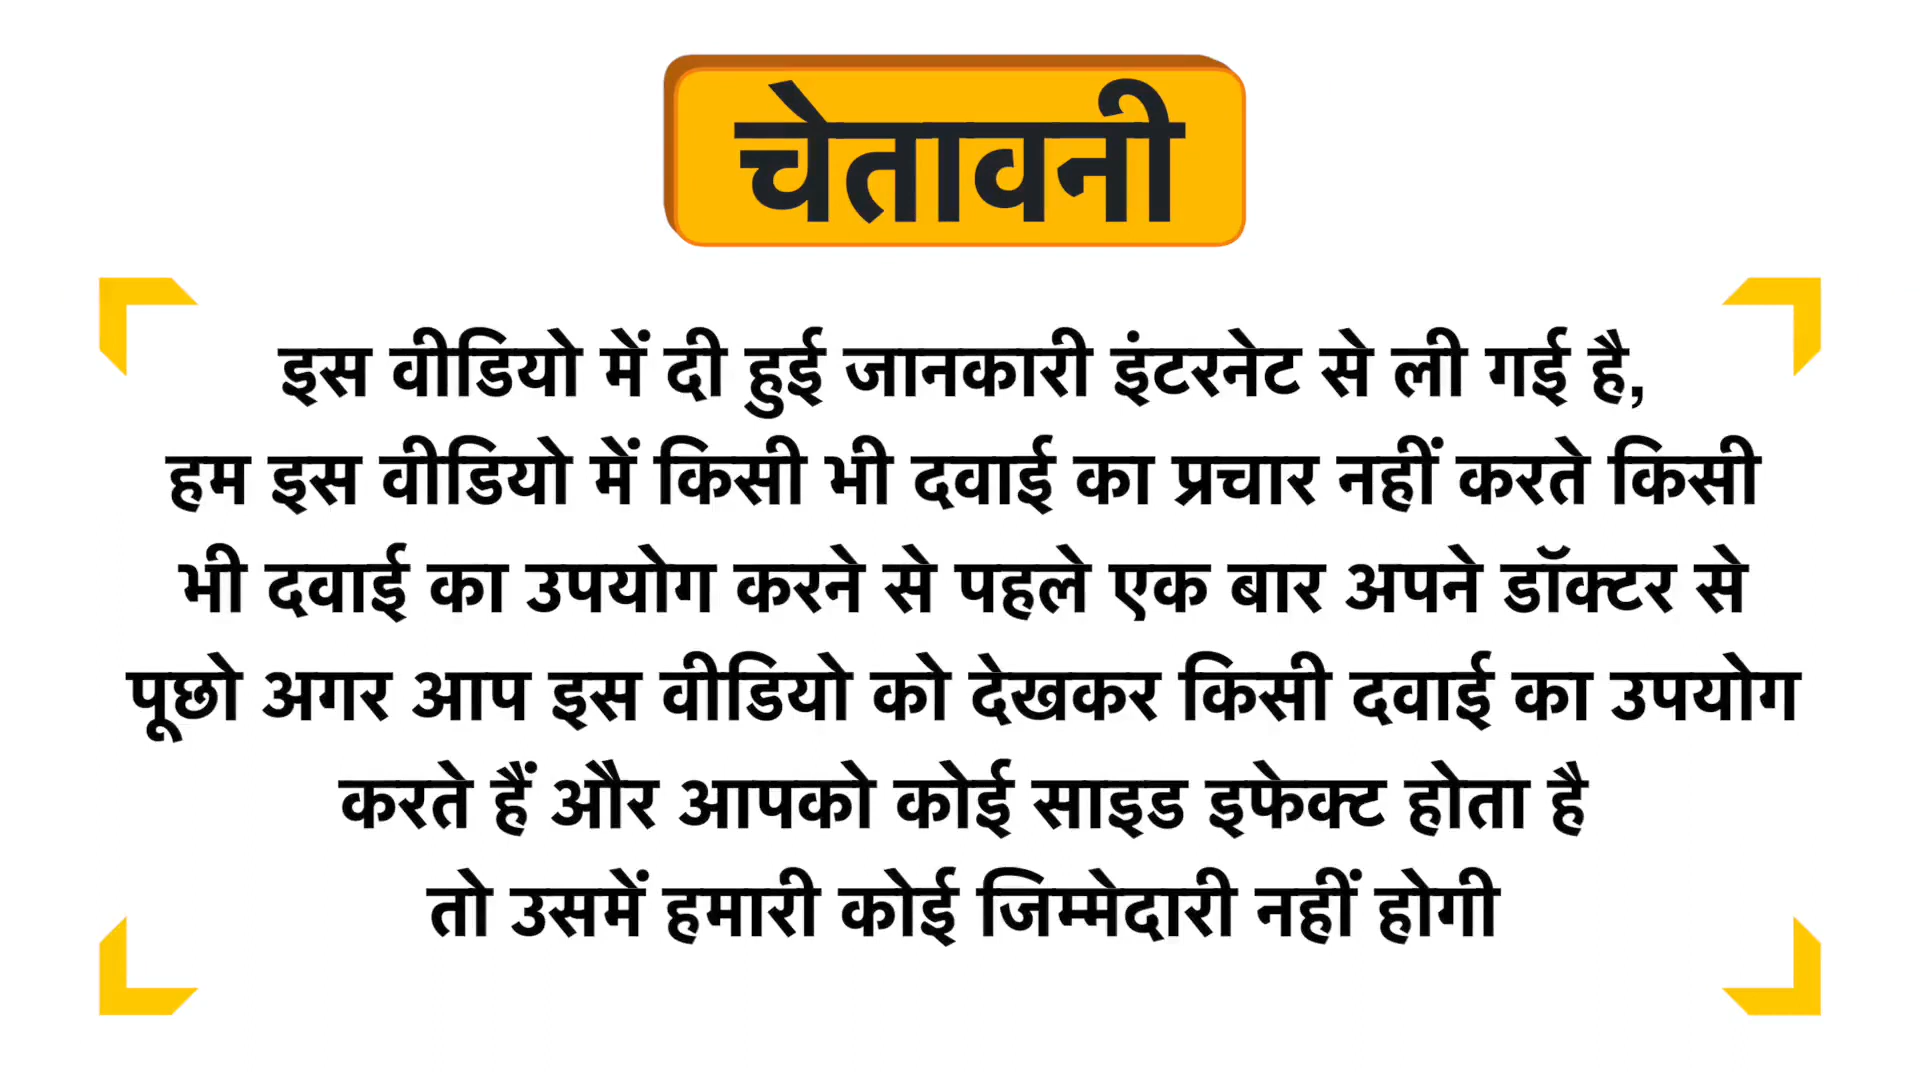 चेतावनी
इस वीडियो में दी हुई जानकारी इंटरनेट से ली गई है,
हम इस वीडियो में किसी भी दवाई का प्रचार नहीं करते किसी
भी दवाई का उपयोग करने से पहले एक बार अपने डॉक्टर से
पूछो अगर आप इस वीडियो को देखकर किसी दवाई का उपयोग
करते हैं और आपको कोई साइड इफेक्ट होता है
तो उसमें हमारी कोई जिम्मेदारी नहीं होगी